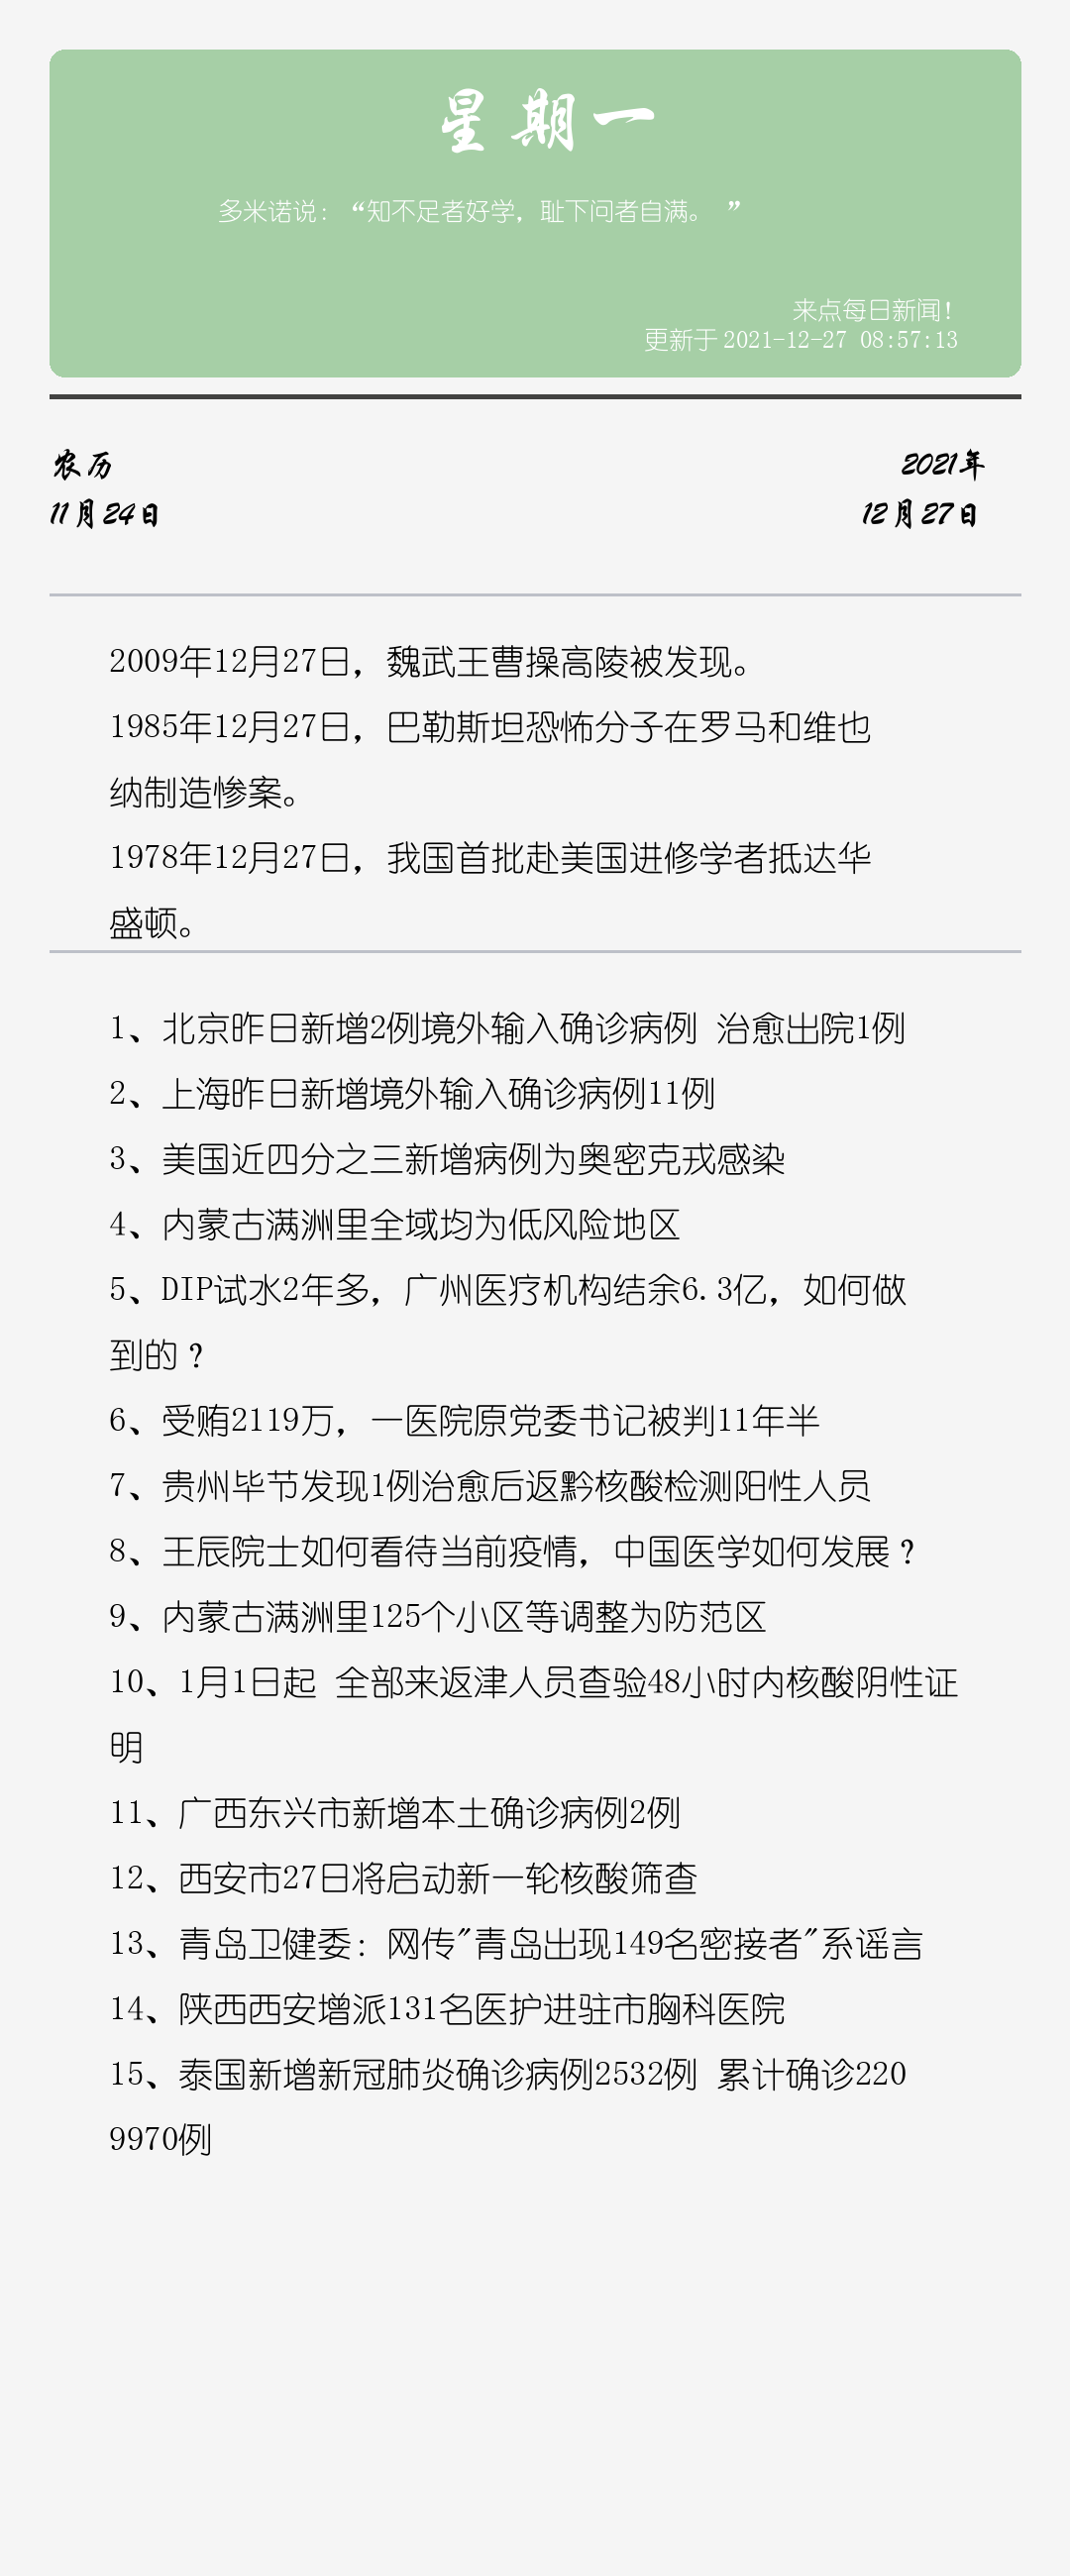 星期一
多米诺说：“知不足者好学，耻下问者自满。 ”
来点每日新闻！
更新于 2021-12-27 08:57:13
农历
2021年
11月24日
12月27日
2009年12月27日，魏武王曹操高陵被发现。
1985年12月27日，巴勒斯坦恐怖分子在罗马和维也
纳制造惨案。
1978年12月27日，我国首批赴美国进修学者抵达华
盛顿。
1、北京昨日新增2例境外输入确诊病例 治愈出院1例
2、上海昨日新增境外输入确诊病例11例
3、美国近四分之三新增病例为奥密克戎感染
4、内蒙古满洲里全域均为低风险地区
5、DIP试水2年多，广州医疗机构结余6.3亿，如何做
到的？
6、受贿2119万，一医院原党委书记被判11年半
7、贵州毕节发现1例治愈后返黔核酸检测阳性人员
8、王辰院士如何看待当前疫情，中国医学如何发展？
9、内蒙古满洲里125个小区等调整为防范区
10、1月1日起 全部来返津人员查验48小时内核酸阴性证
明
11、广西东兴市新增本土确诊病例2例
12、西安市27日将启动新一轮核酸筛查
13、青岛卫健委：网传"青岛出现149名密接者"系谣言
14、陕西西安增派131名医护进驻市胸科医院
15、泰国新增新冠肺炎确诊病例2532例 累计确诊220
9970例